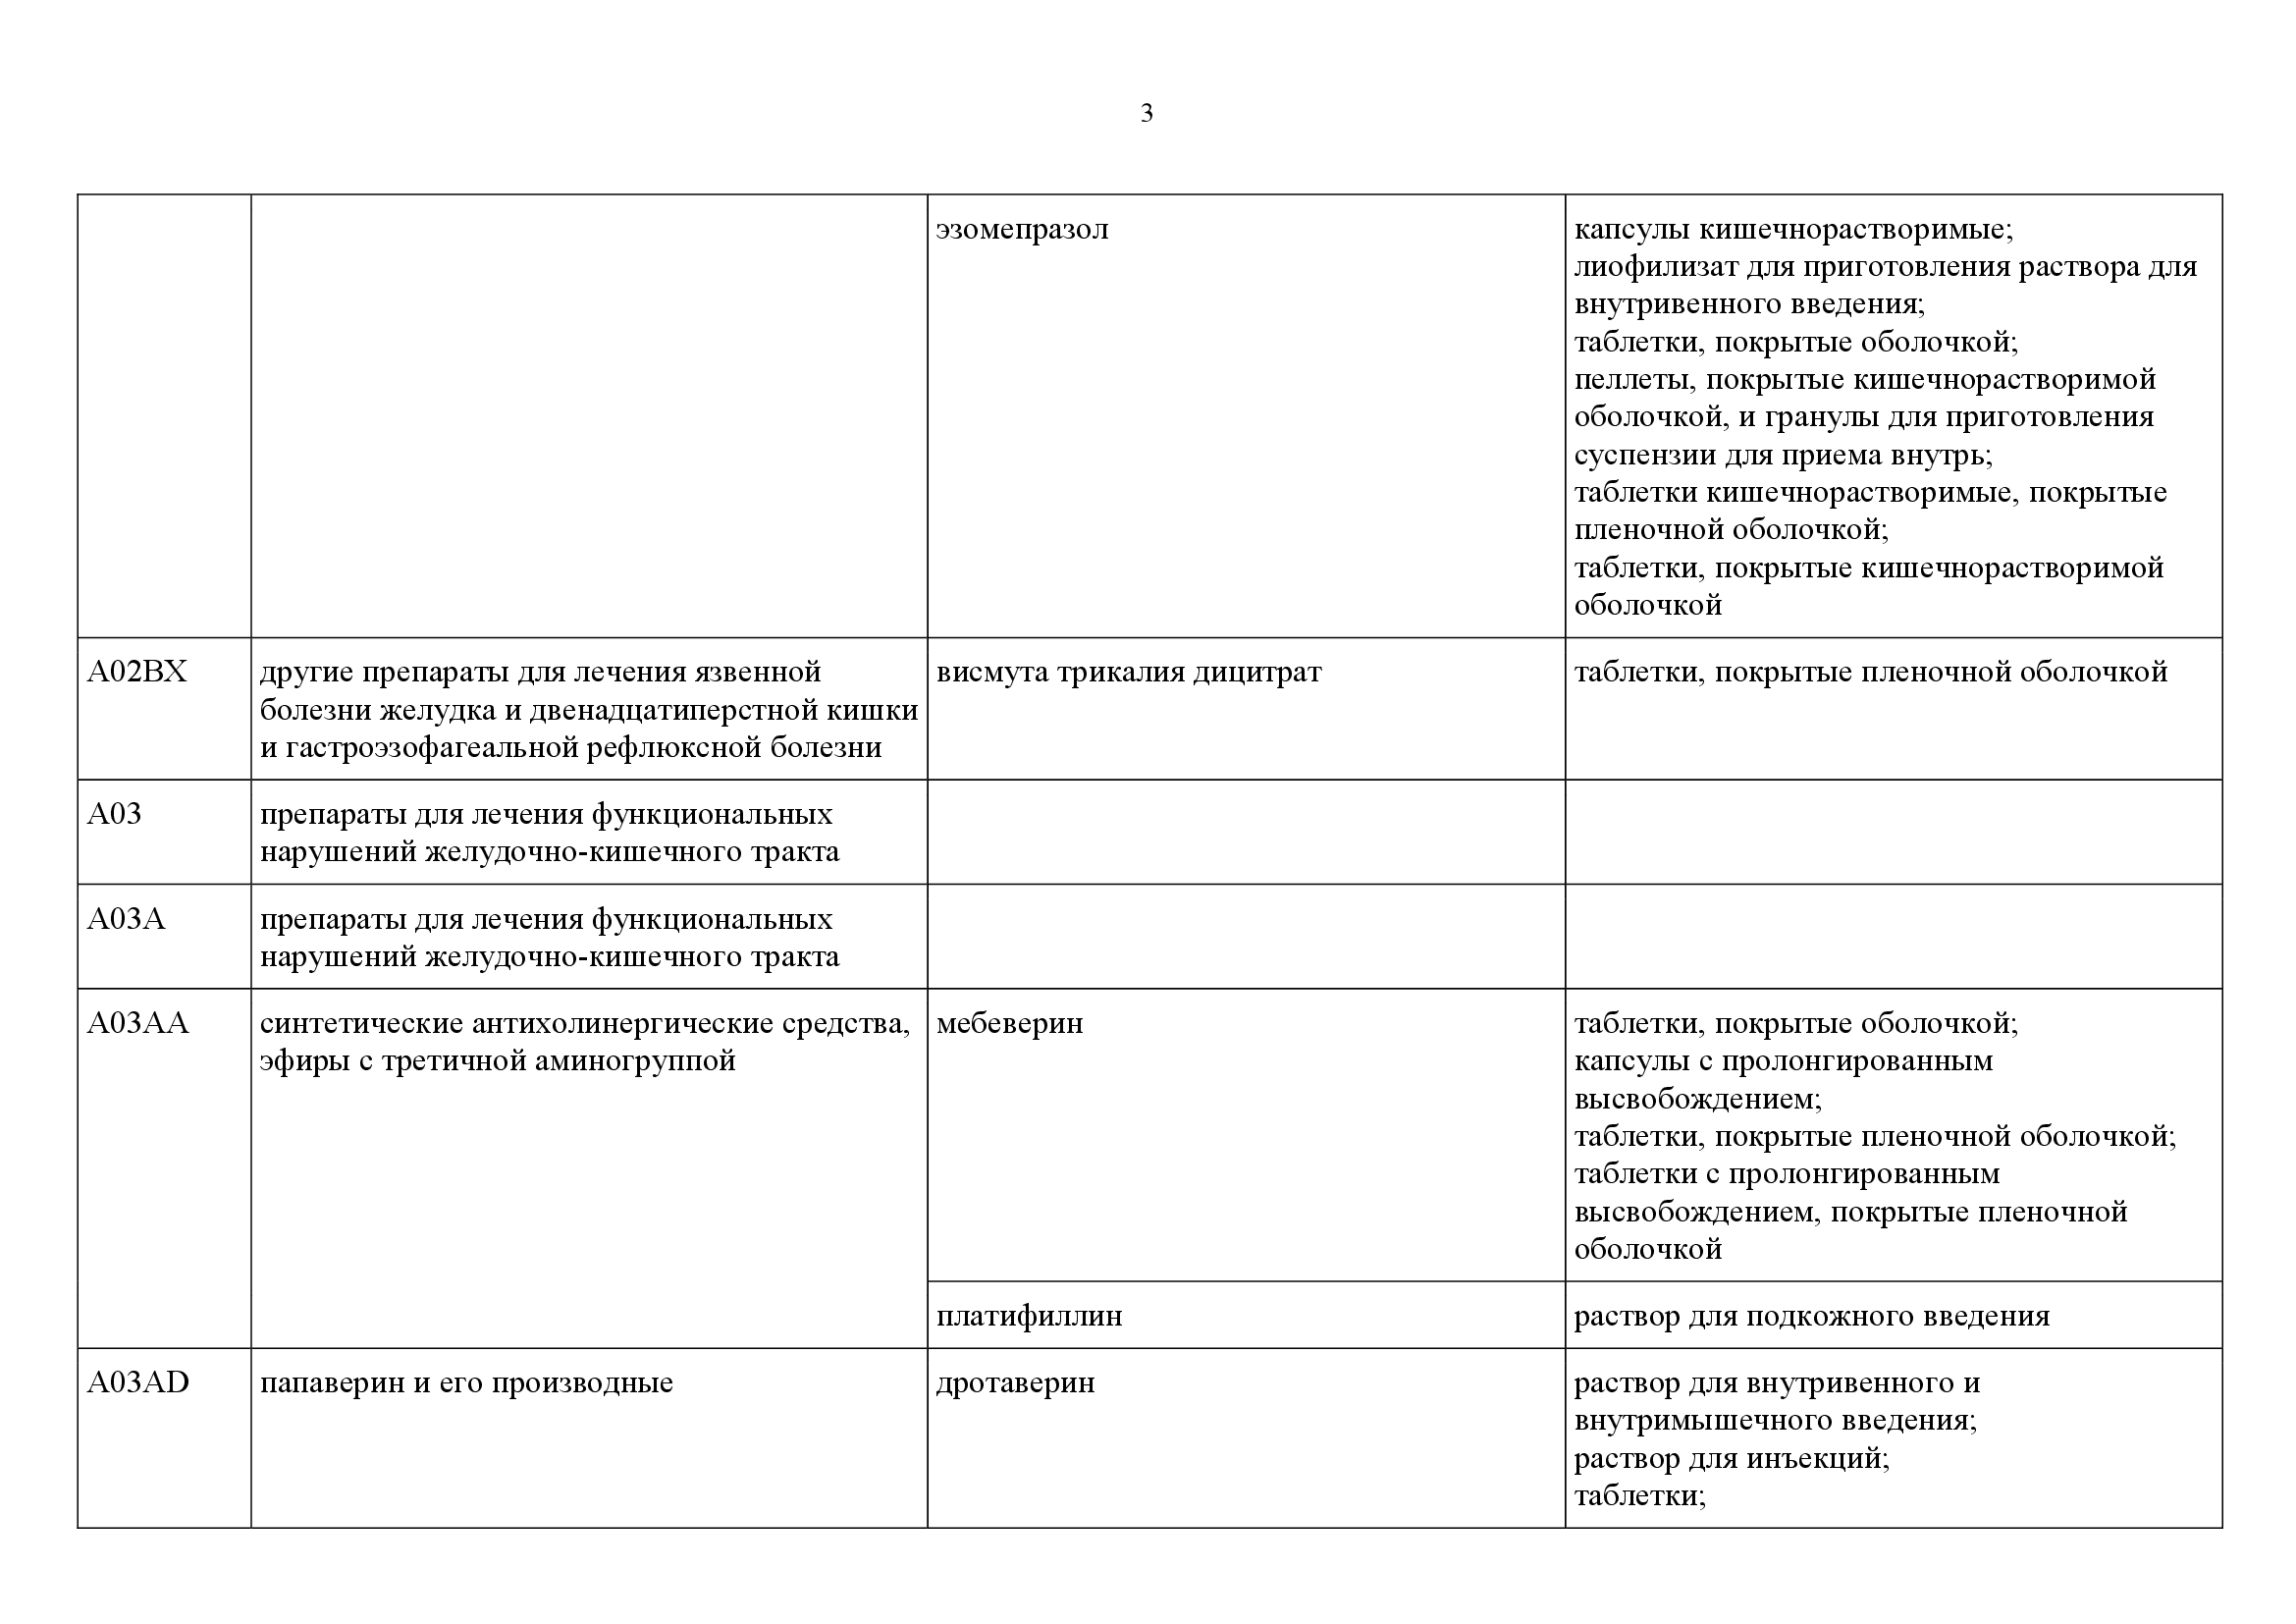 3
эзомепразол
капсулы кишечнорастворимые;
лиофилизат для приготовления раствора для
внутривенного введения;
таблетки, покрытые оболочкой;
пеллеты, покрытые кишечнорастворимой
оболочкой, и гранулы для приготовления
суспензии для приема внутрь;
таблетки кишечнорастворимые, покрытые
пленочной оболочкой;
таблетки, покрытые кишечнорастворимой
оболочкой
A02BX
другие препараты для лечения язвенной
болезни желудка и двенадцатиперстной кишки
и гастроэзофагеальной рефлюксной болезни
висмута трикалия дицитрат
таблетки, покрытые пленочной оболочкой
A03
препараты для лечения функциональных
нарушений желудочно-кишечного тракта
A03A
препараты для лечения функциональных
нарушений желудочно-кишечного тракта
A03AA
синтетические антихолинергические средства,
эфиры с третичной аминогруппой
мебеверин
таблетки, покрытые оболочкой;
капсулы с пролонгированным
высвобождением;
таблетки, покрытые пленочной оболочкой;
таблетки с пролонгированным
высвобождением, покрытые пленочной
оболочкой
платифиллин
раствор для подкожного введения
A03AD
папаверин и его производные
дротаверин
раствор для внутривенного и
внутримышечного введения;
раствор для инъекций;
таблетки;